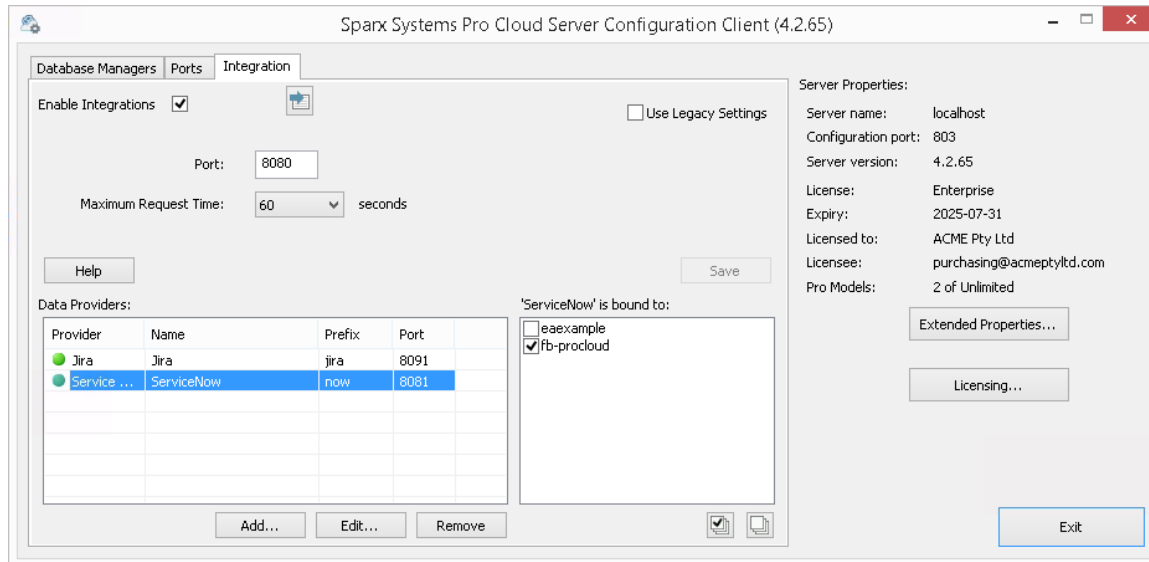 Sparx Systems Pro Cloud Server Configuration Client (4.2.65)
Database Managers Ports Integration
Enable Integrations
Use Legacy Settings
Port: 8080
Maximum Request Time: 60 seconds
Help Save
Data Providers:
Provider Name Prefix Port
Jira Jira jira 8091
Service ... ServiceNow now 8081
Add... Edit... Remove
'ServiceNow' is bound to:
eaexample
fb-procloud
Server Properties:
Server name: localhost
Configuration port: 803
Server version: 4.2.65
License: Enterprise
Expiry: 2025-07-31
Licensed to: ACME Pty Ltd
Licensee: purchasing@acmeptyltd.com
Pro Models: 2 of Unlimited
Extended Properties...
Licensing...
Exit